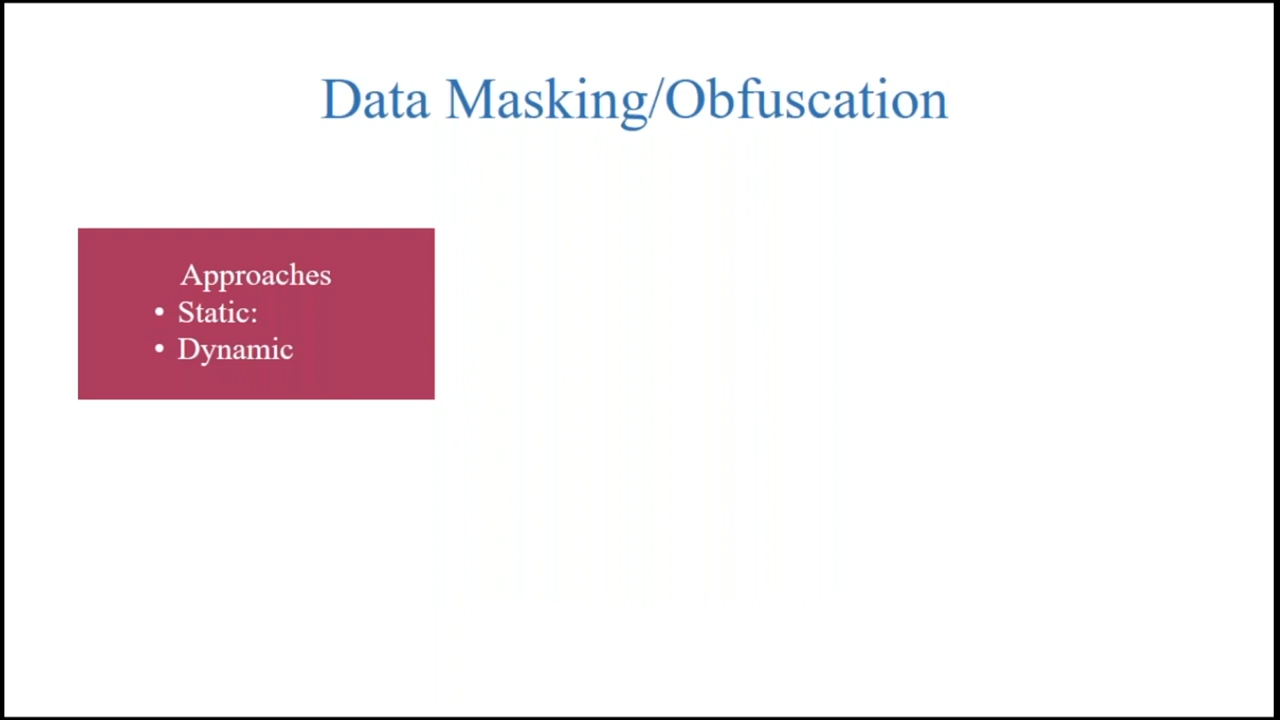 Data Masking/Obfuscation
Approaches
• Static:
• Dynamic